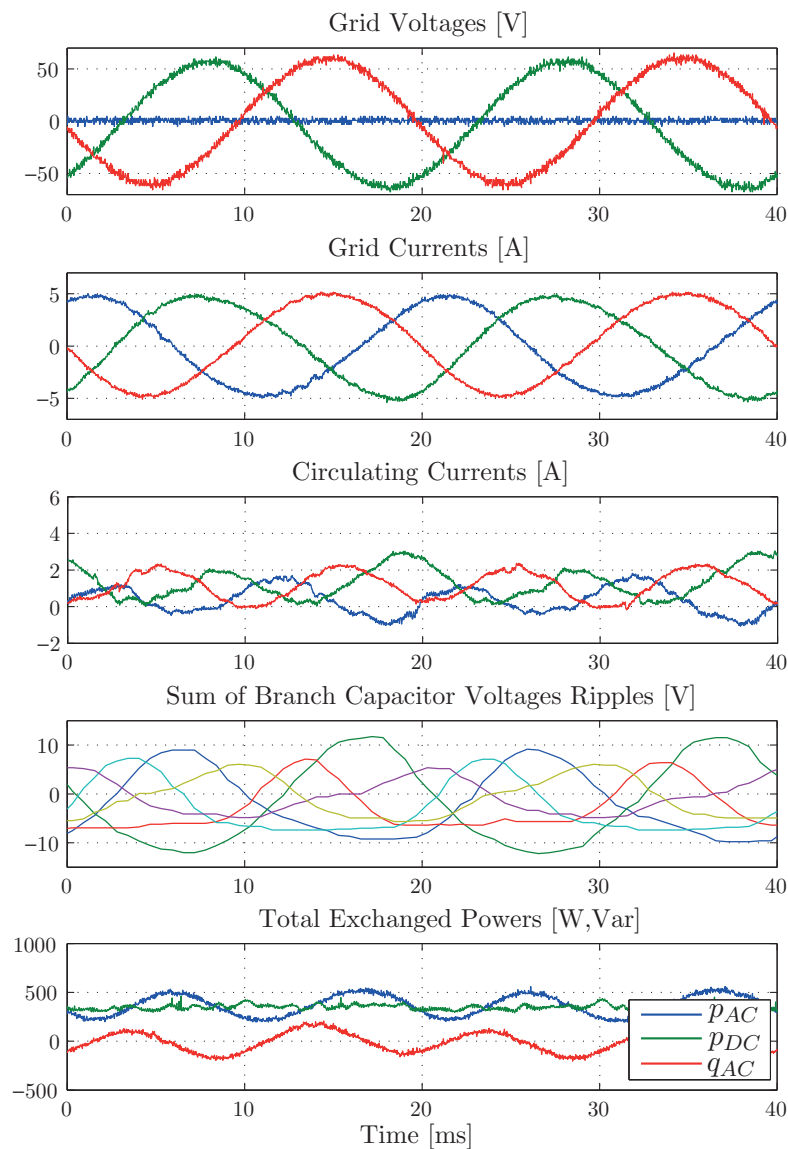 Grid Voltages [V]
50
0
−50
0 10 20 30 40
Grid Currents [A]
5
0
−5
0 10 20 30 40
Circulating Currents [A]
6
4
2
0
−2
0 10 20 30 40
Sum of Branch Capacitor Voltages Ripples [V]
10
0
−10
0 10 20 30 40
Total Exchanged Powers [W,Var]
1000
500
0
−500
p_AC
p_DC
q_AC
0 10 20 30 40
Time [ms]